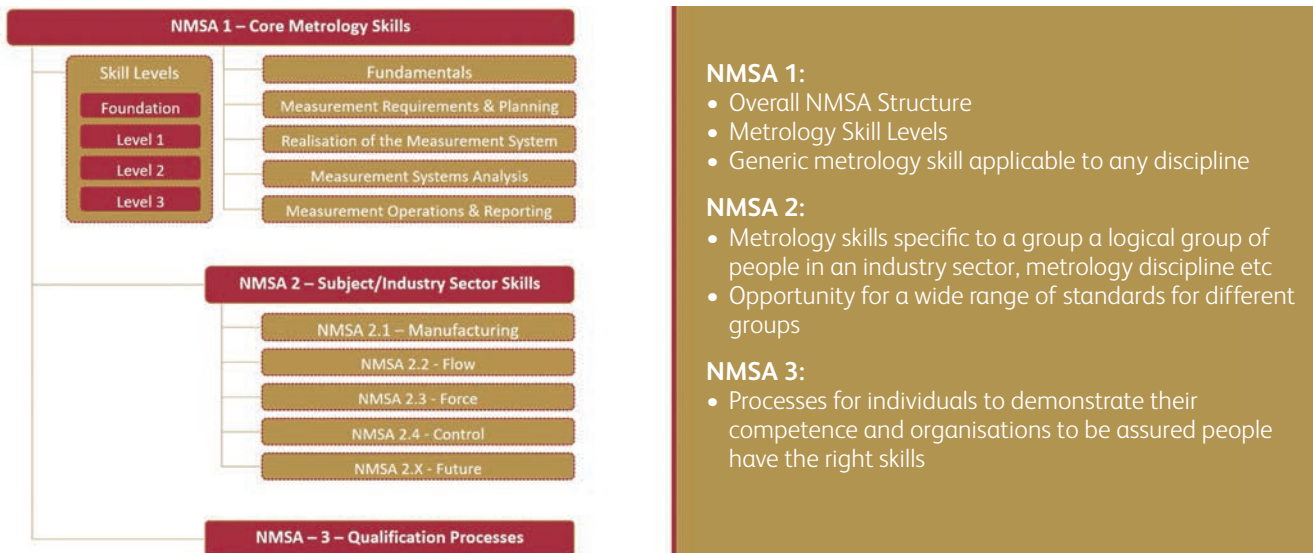 NMSA 1 – Core Metrology Skills
Skill Levels
Foundation
Level 1
Level 2
Level 3
Fundamentals
Measurement Requirements & Planning
Realisation of the Measurement System
Measurement Systems Analysis
Measurement Operations & Reporting
NMSA 2 – Subject/Industry Sector Skills
NMSA 2.1 – Manufacturing
NMSA 2.2 - Flow
NMSA 2.3 - Force
NMSA 2.4 - Control
NMSA 2.X - Future
NMSA – 3 – Qualification Processes
NMSA 1:
• Overall NMSA Structure
• Metrology Skill Levels
• Generic metrology skill applicable to any discipline
NMSA 2:
• Metrology skills specific to a group a logical group of
people in an industry sector, metrology discipline etc
• Opportunity for a wide range of standards for different
groups
NMSA 3:
• Processes for individuals to demonstrate their
competence and organisations to be assured people
have the right skills